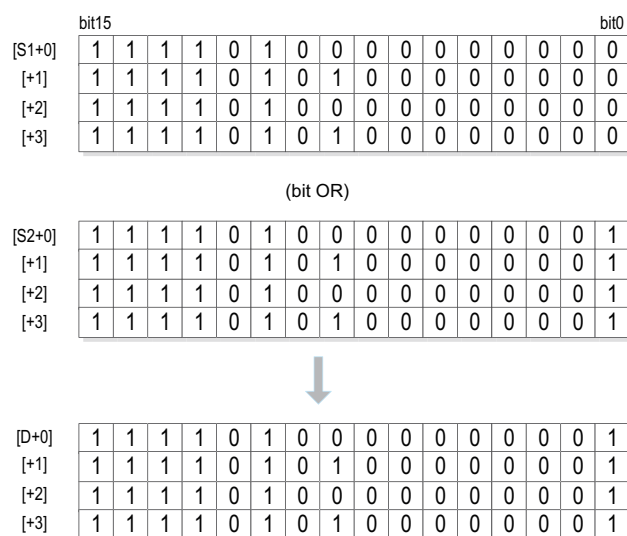 bit15 bit0
[S1+0] 1 1 1 1 0 1 0 0 0 0 0 0 0 0 0 0
[+1] 1 1 1 1 0 1 0 1 0 0 0 0 0 0 0 0
[+2] 1 1 1 1 0 1 0 0 0 0 0 0 0 0 0 0
[+3] 1 1 1 1 0 1 0 1 0 0 0 0 0 0 0 0
(bit OR)
[S2+0] 1 1 1 1 0 1 0 0 0 0 0 0 0 0 0 1
[+1] 1 1 1 1 0 1 0 1 0 0 0 0 0 0 0 1
[+2] 1 1 1 1 0 1 0 0 0 0 0 0 0 0 0 1
[+3] 1 1 1 1 0 1 0 1 0 0 0 0 0 0 0 1
[D+0] 1 1 1 1 0 1 0 0 0 0 0 0 0 0 0 1
[+1] 1 1 1 1 0 1 0 1 0 0 0 0 0 0 0 1
[+2] 1 1 1 1 0 1 0 0 0 0 0 0 0 0 0 1
[+3] 1 1 1 1 0 1 0 1 0 0 0 0 0 0 0 1